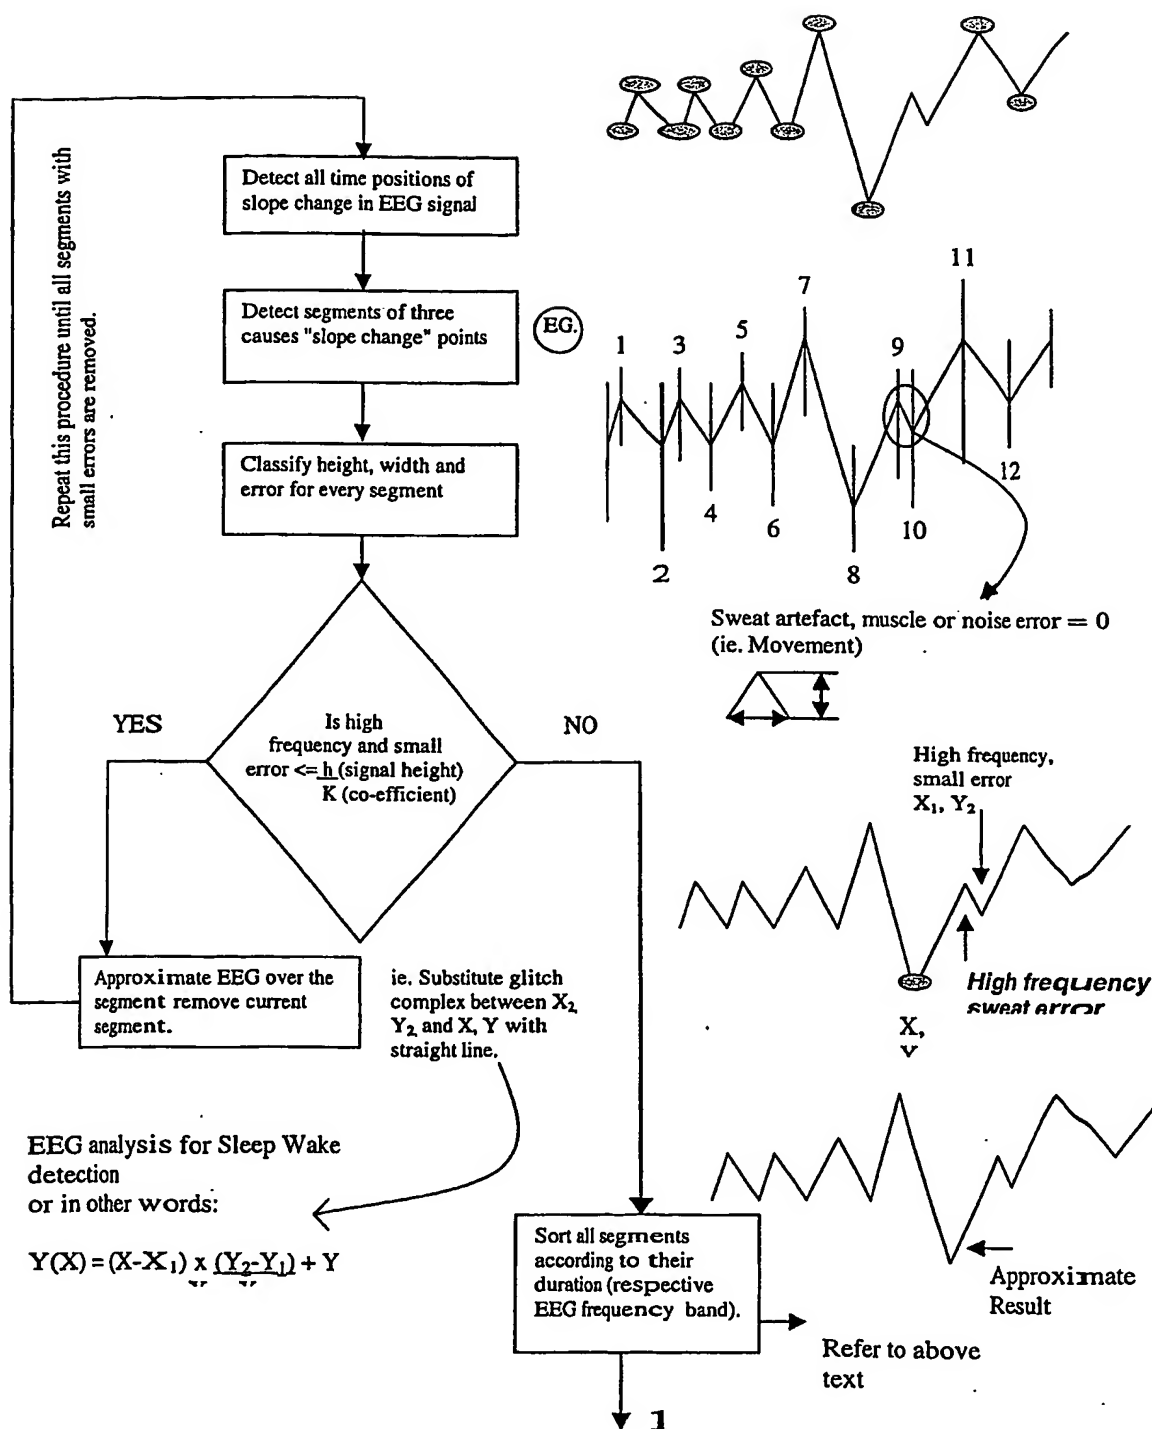 Repeat this procedure until all segments with
small errors are removed.
Detect all time positions of
slope change in EEG signal
Detect segments of three
causes "slope change" points
EG.
Classify height, width and
error for every segment
1
2
3
4
5
6
7
8
9
10
11
12
Sweat artefact, muscle or noise error = 0
(ie. Movement)
YES
Is high
frequency and small
error <= h (signal height)
K (co-efficient)
NO
High frequency,
small error
X₁, Y₂
High frequency
sweat error
X,
Approximate EEG over the
segment remove current
segment.
ie. Substitute glitch
complex between X₂,
Y₂ and X, Y with
straight line.
EEG analysis for Sleep Wake
detection
or in other words:
Y(X) = (X-X₁) x (Y₂-Y₁) + Y
Sort all segments
according to their
duration (respective
EEG frequency band).
Approximate
Result
Refer to above
text
1